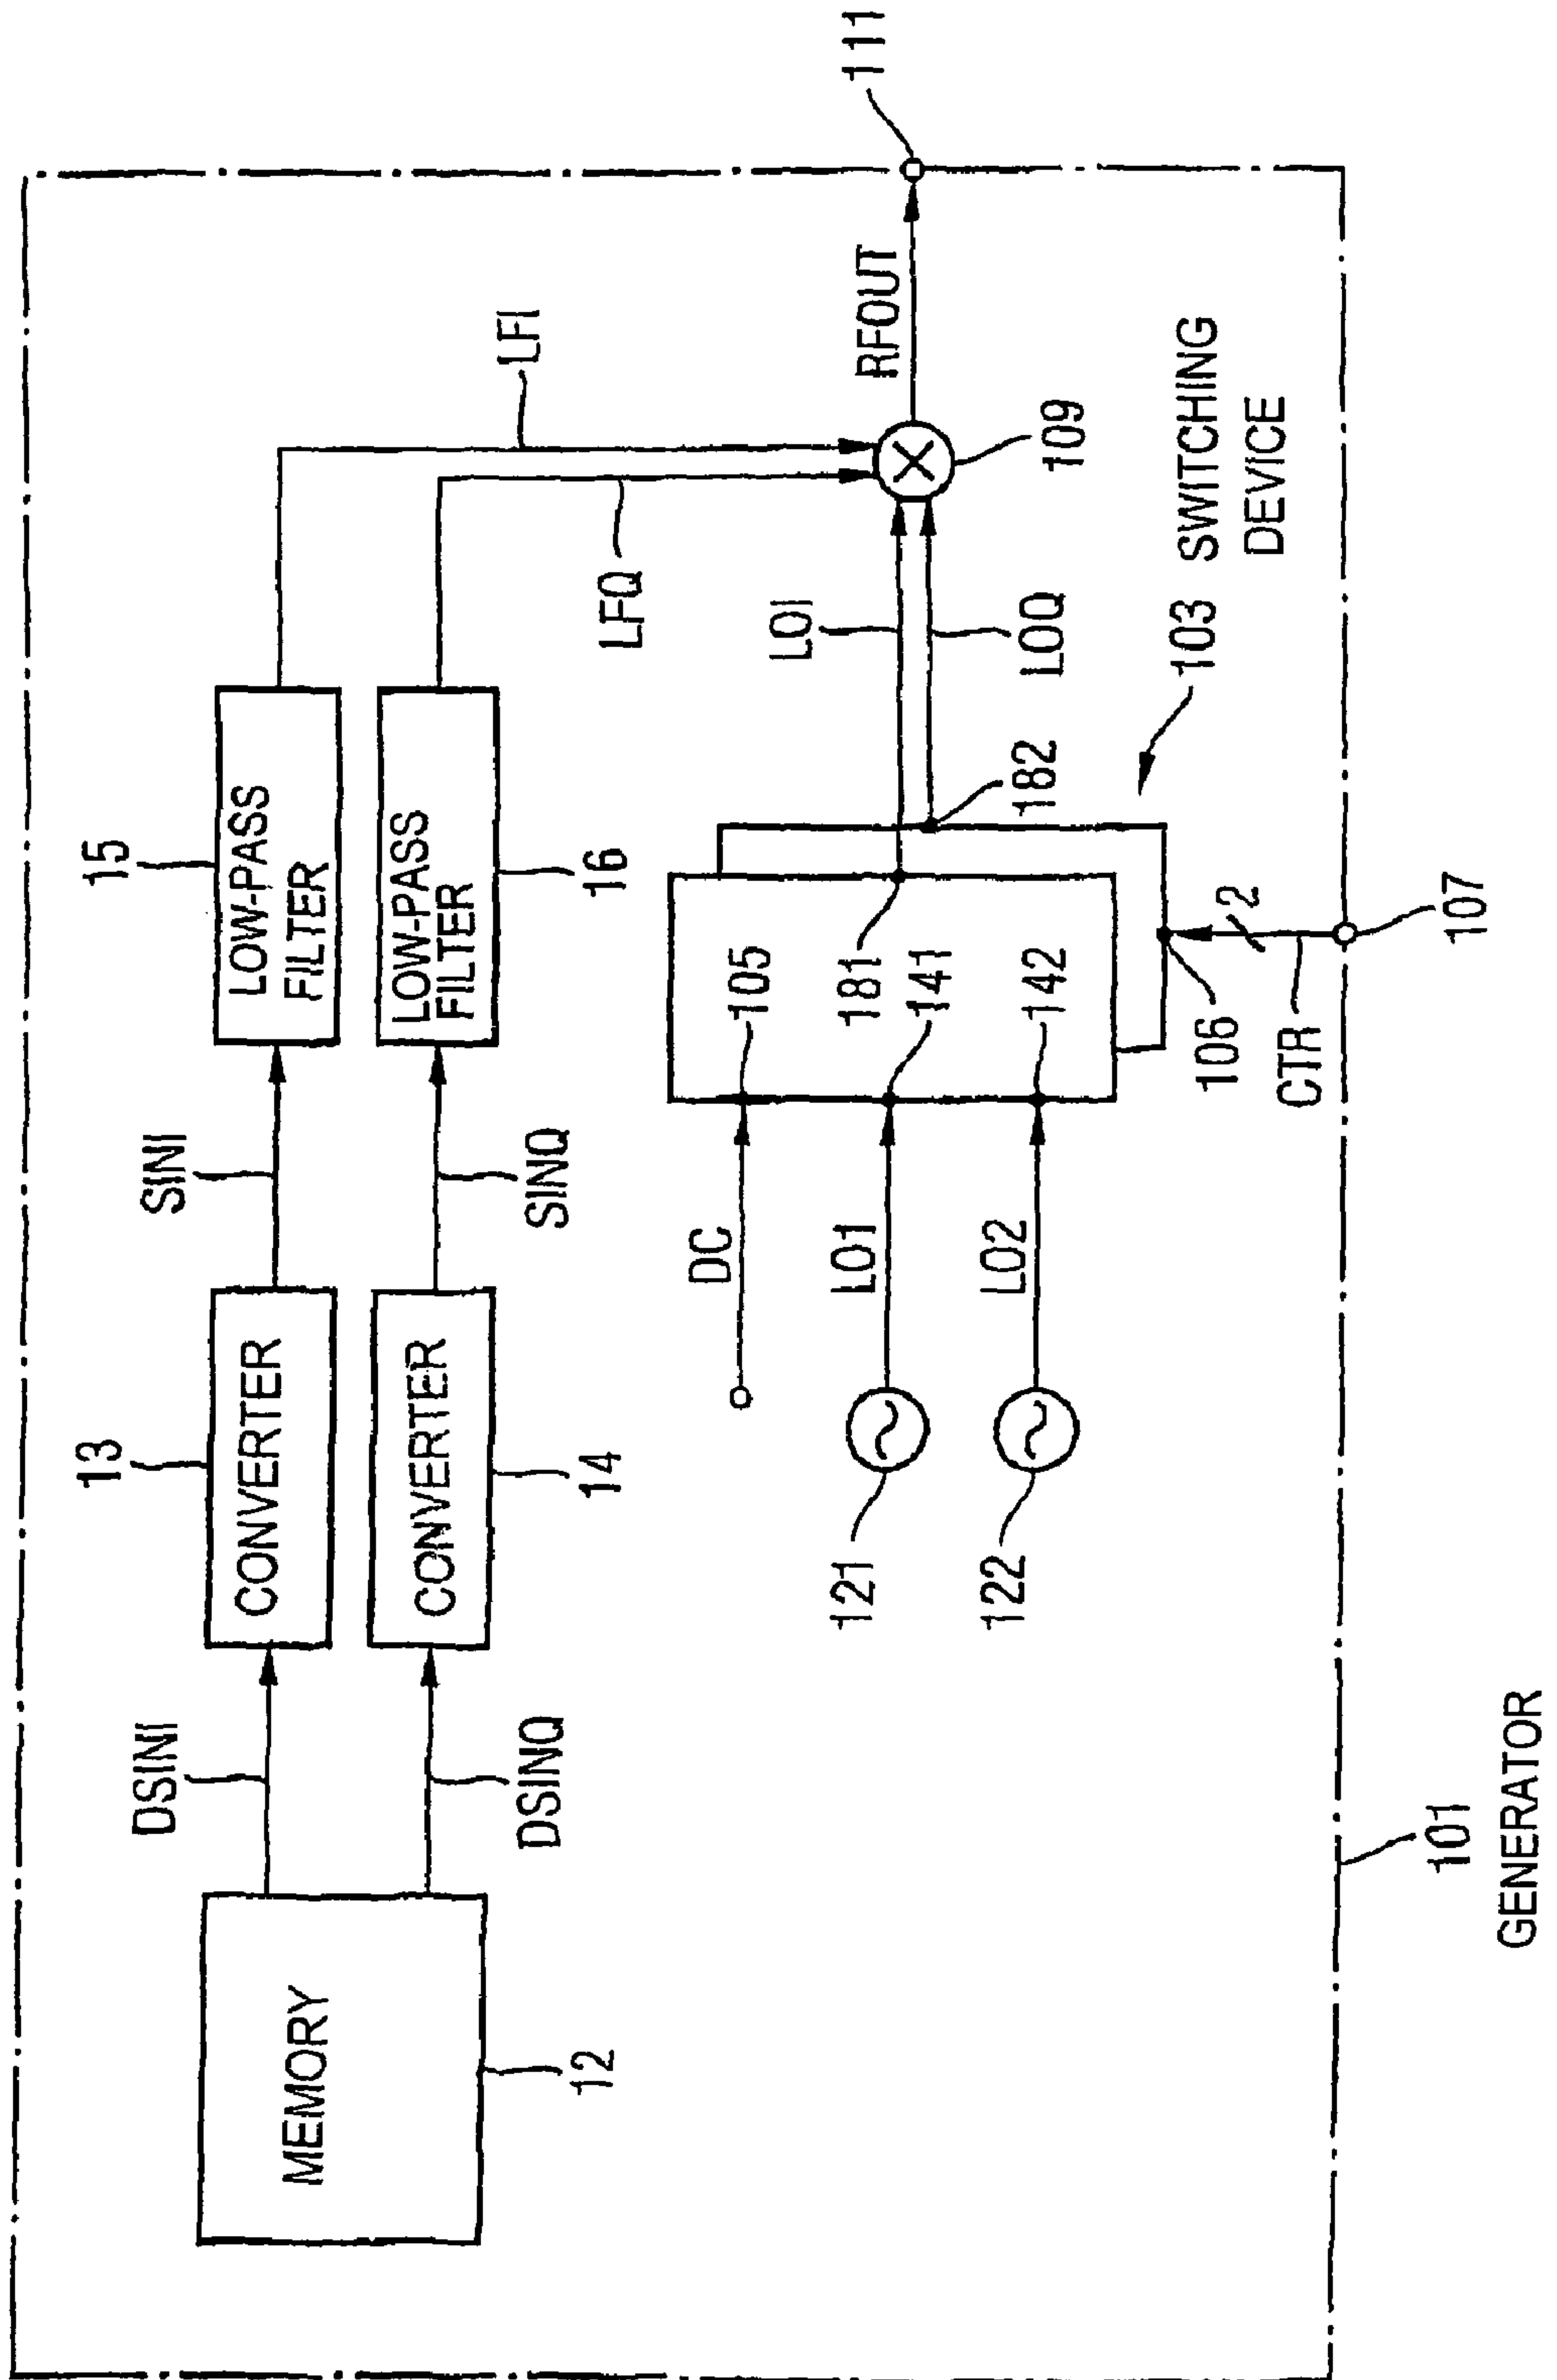 MEMORY
12
DSINI
DSINQ
13
CONVERTER
CONVERTER
14
SINI
SINQ
15
LOW-PASS
FILTER
LOW-PASS
FILTER
16
LFI
LFQ
DC
LO1
LO2
121
122
105
181
141
142
182
LOI
LOQ
109
RFOUT
111
103 SWITCHING
DEVICE
2
106
CTR
107
101
GENERATOR